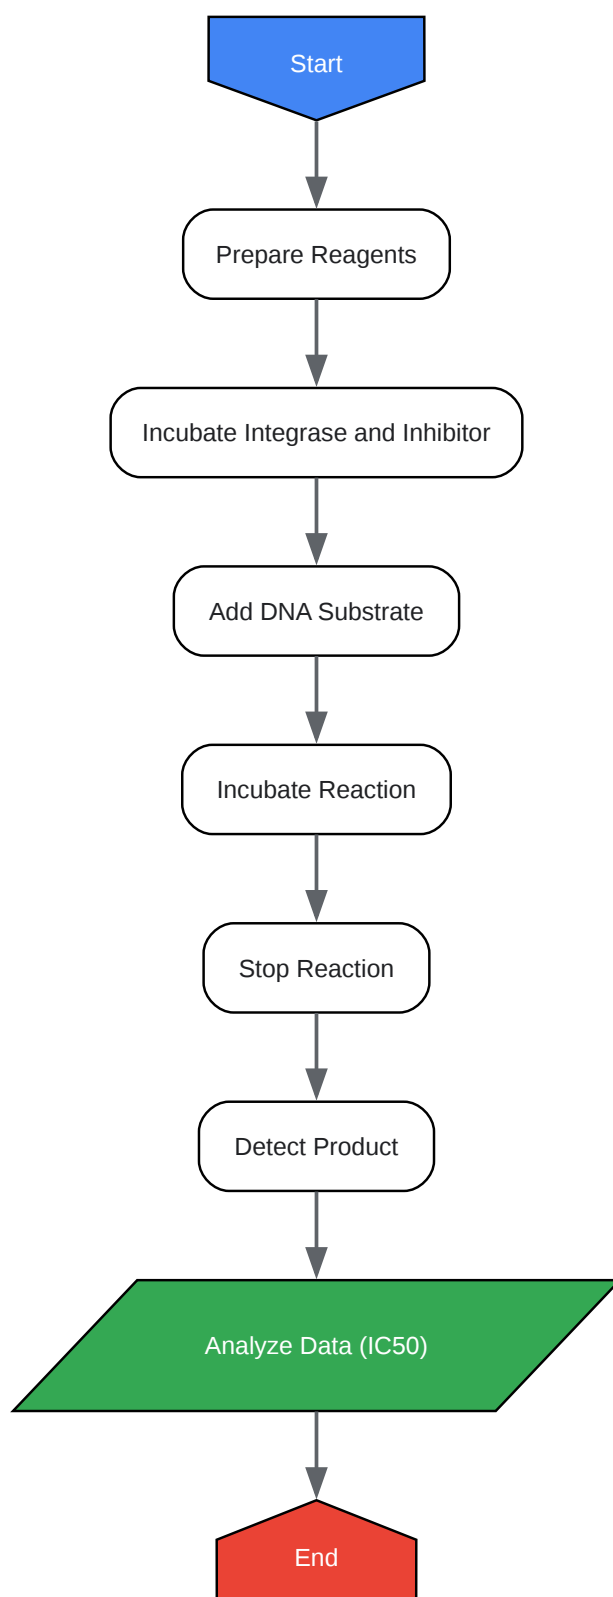 Start
Prepare Reagents
Incubate Integrase and Inhibitor
Add DNA Substrate
Incubate Reaction
Stop Reaction
Detect Product
Analyze Data (IC50)
End